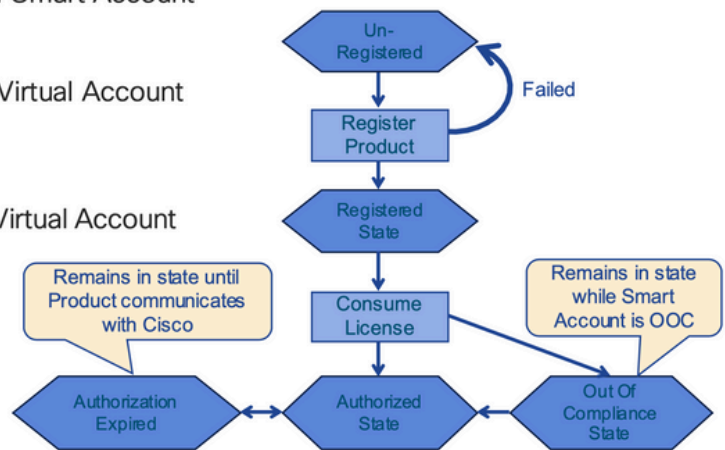 Smart Account
Un-
Registered
Virtual Account
Failed
Register
Product
Virtual Account
Registered
State
Remains in state until
Product communicates
with Cisco
Remains in state
while Smart
Account is OOC
Consume
License
Authorization
Expired
Authorized
State
Out Of
Compliance
State